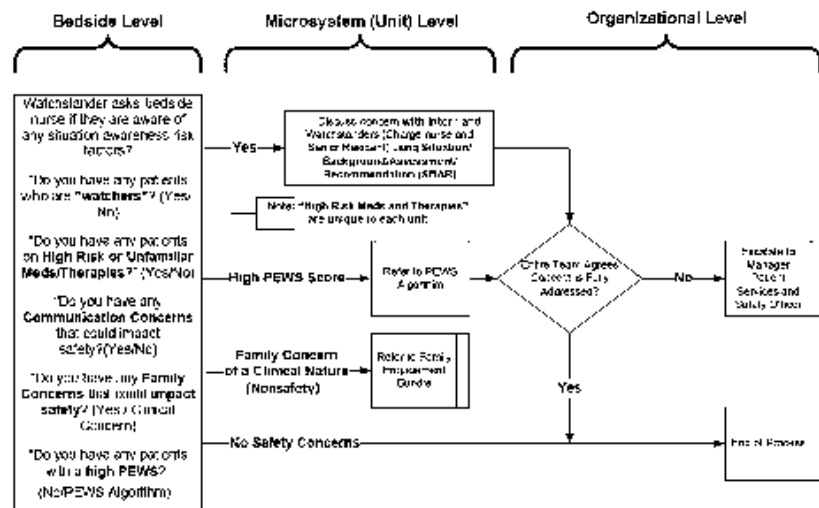 Bedside Level
Microsystem (Unit) Level
Organizational Level
Watchstander asks bedside
nurse if they are aware of
any situation awareness risk
factors?
"Do you have any patients
who are "watchers"? (Yes/
No)
"Do you have any patients
on High Risk or Unfamiliar
Meds/Therapies?" (Yes/No)
"Do you have any
Communication Concerns
that could impact
safety?(Yes/No)
"Do you have any Family
Concerns that could impact
safety? (Yes / Clinical
Concern)
"Do you have any patients
with a high PEWS?
(No/PEWS Algorithm)
Yes
Discuss concern with Intern and
Watchstanders (Charge nurse and
Senior Resident) using Situation/
Background/Assessment/
Recommendation (SBAR)
Note: "High Risk Meds and Therapies"
are unique to each unit
High PEWS Score
Refer to PEWS
Algorithm
"Entire Team Agrees"
Concern is Fully
Addressed?
No
Escalate to
Manager
Patient
Services and
Safety Officer
Family Concern
of a Clinical Nature
(Nonsafety)
Refer to Family
Yes
No Safety Concerns
End of Process